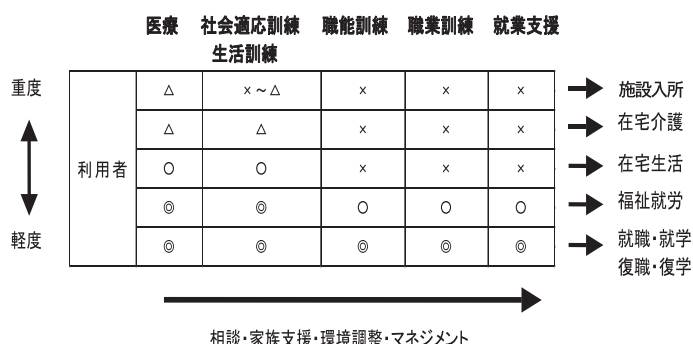 医療 社会適応訓練 職能訓練 職業訓練 就業支援
生活訓練
重度 △ ×~△ × × × 施設入所
△ △ × × × 在宅介護
利用者 ○ ○ × × × 在宅生活
◎ ◎ ○ ○ ○ 福祉就労
軽度 ◎ ◎ ◎ ◎ ◎ 就職・就学
復職・復学
相談・家族支援・環境調整・マネジメント